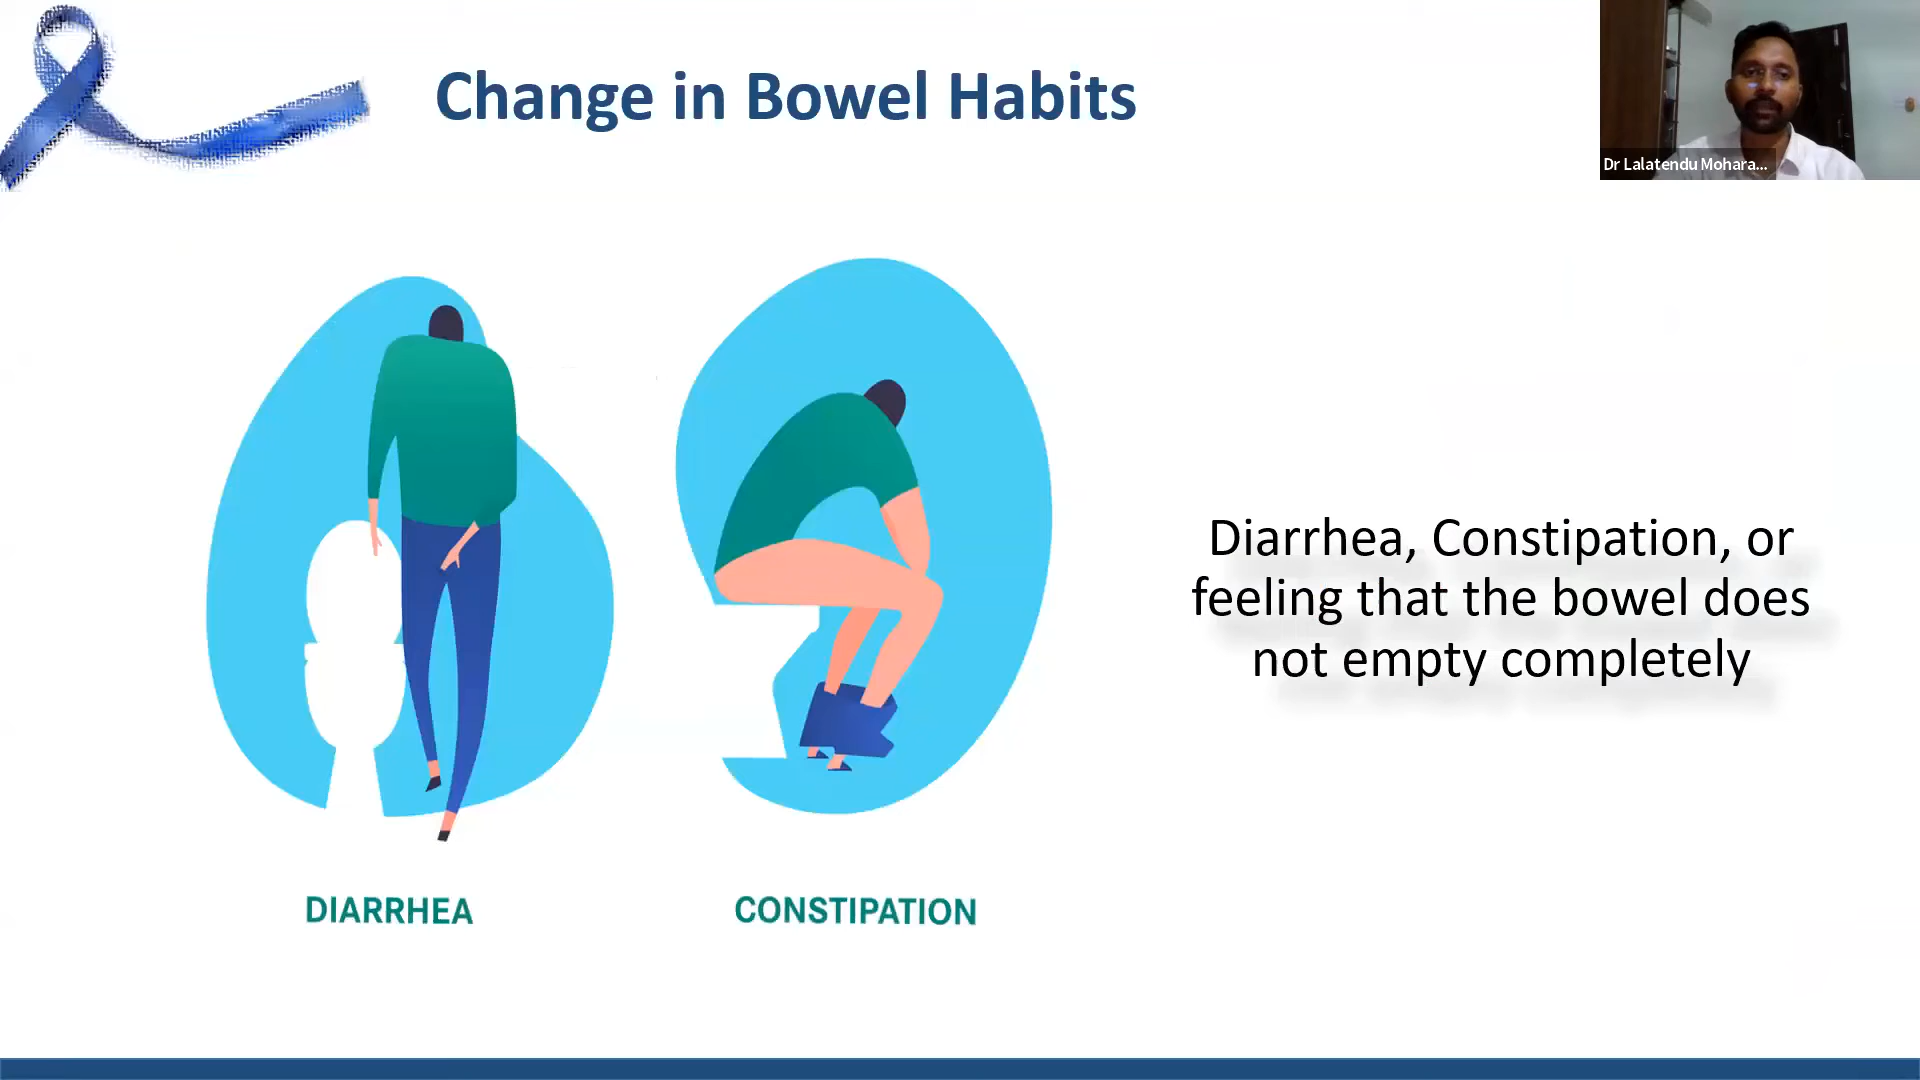 Change in Bowel Habits
Dr Lalatendu Mohara...
Diarrhea, Constipation, or
feeling that the bowel does
not empty completely
DIARRHEA
CONSTIPATION